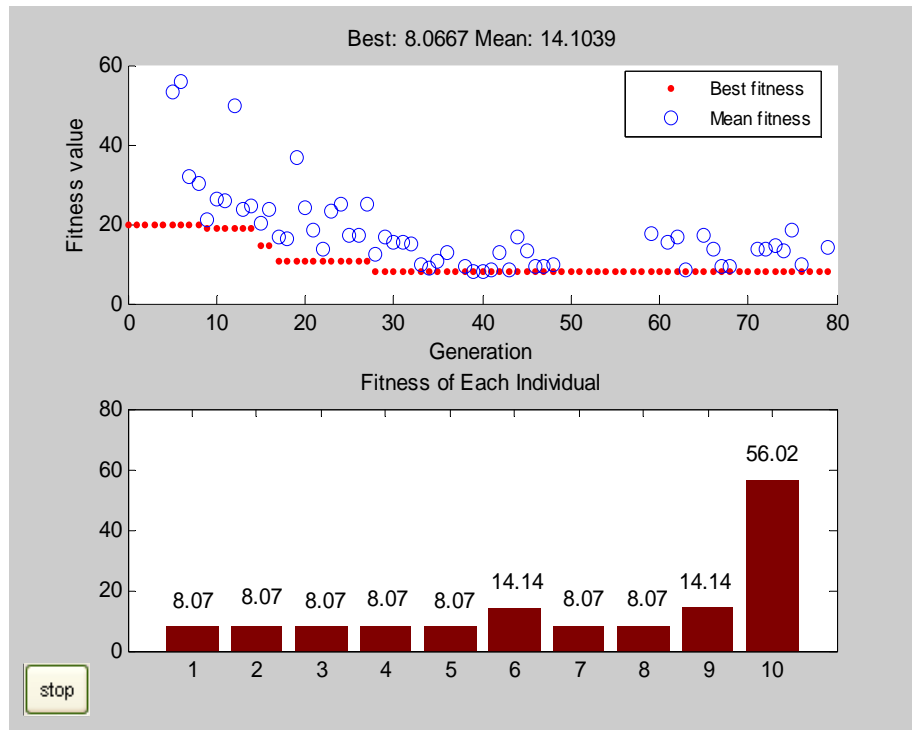 Best: 8.0667 Mean: 14.1039
60
40
20
0
Fitness value
Best fitness
Mean fitness
0 10 20 30 40 50 60 70 80
Generation
Fitness of Each Individual
80
60
40
20
0
8.07 8.07 8.07 8.07 8.07 14.14 8.07 8.07 14.14 56.02
1 2 3 4 5 6 7 8 9 10
stop